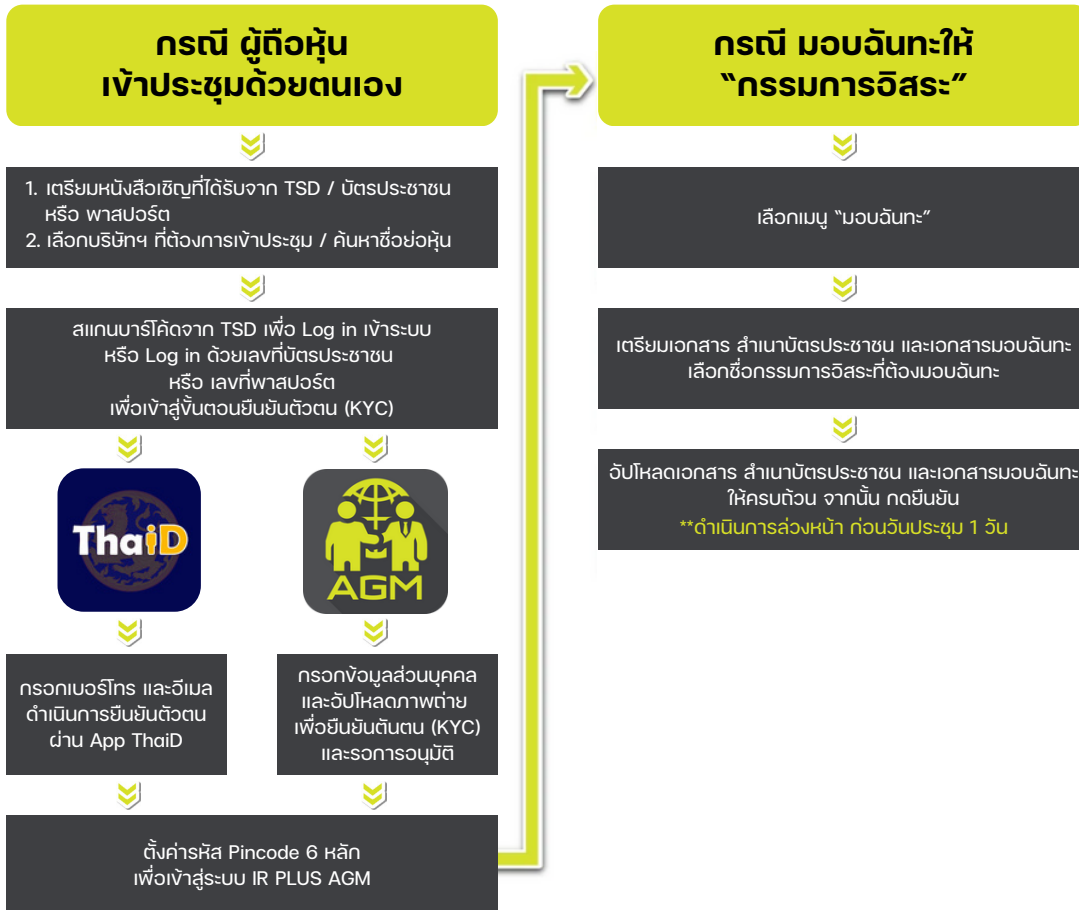 กรณี ผู้ถือหุ้น
เข้าประชุมด้วยตนเอง
1. เตรียมหนังสือเชิญที่ได้รับจาก TSD / บัตรประชาชน
หรือ พาสปอร์ต
2. เลือกบริษัทฯ ที่ต้องการเข้าประชุม / ค้นหาชื่อย่อหุ้น
สแกนบาร์โค้ดจาก TSD เพื่อ Log in เข้าระบบ
หรือ Log in ด้วยเลขที่บัตรประชาชน
หรือ เลขที่พาสปอร์ต
เพื่อเข้าสู่ขั้นตอนยืนยันตัวตน (KYC)
ThaiD
AGM
กรอกเบอร์โทร และอีเมล
ดำเนินการยืนยันตัวตน
ผ่าน App ThaiD
กรอกข้อมูลส่วนบุคคล
และอัปโหลดภาพถ่าย
เพื่อยืนยันตันตน (KYC)
และรอการอนุมัติ
ตั้งค่ารหัส Pincode 6 หลัก
เพื่อเข้าสู่ระบบ IR PLUS AGM
กรณี มอบฉันทะให้
“กรรมการอิสระ”
เลือกเมนู “มอบฉันทะ”
เตรียมเอกสาร สำเนาบัตรประชาชน และเอกสารมอบฉันทะ
เลือกชื่อกรรมการอิสระที่ต้องมอบฉันทะ
อัปโหลดเอกสาร สำเนาบัตรประชาชน และเอกสารมอบฉันทะ
ให้ครบถ้วน จากนั้น กดยืนยัน
**ดำเนินการล่วงหน้า ก่อนวันประชุม 1 วัน